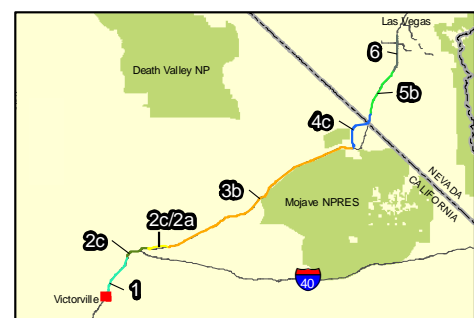 Las Vegas
6
Death Valley NP
5b
4c
NEVADA
CALIFORNIA
3b
Mojave NPRES
2c/2a
2c
40
Victorville
1